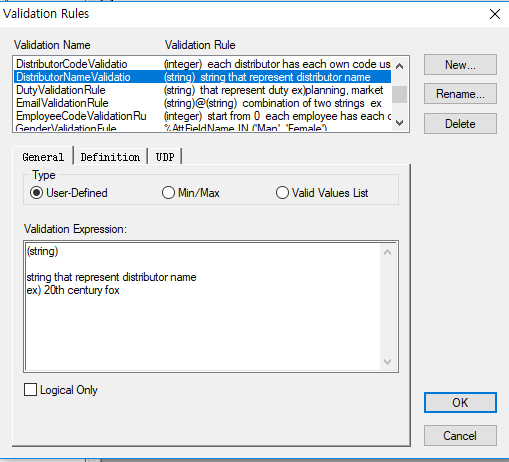 Validation Rules
Validation Name Validation Rule
DistributorCodeValidatio (integer) each distributor has each own code us
DistributorNameValidatio (string) string that represent distributor name
DutyValidationRule (string) that represent duty ex)planning, market
EmailValidationRule (string)@(string) combination of two strings ex
EmployeeCodeValidationRu (integer) start from 0 each employee has each c
GenderValidationRule %AttFieldName IN ('Man', 'Female')
New...
Rename...
Delete
General Definition UDP
Type
User-Defined Min/Max Valid Values List
Validation Expression:
(string)
string that represent distributor name
ex) 20th century fox
Logical Only
OK
Cancel